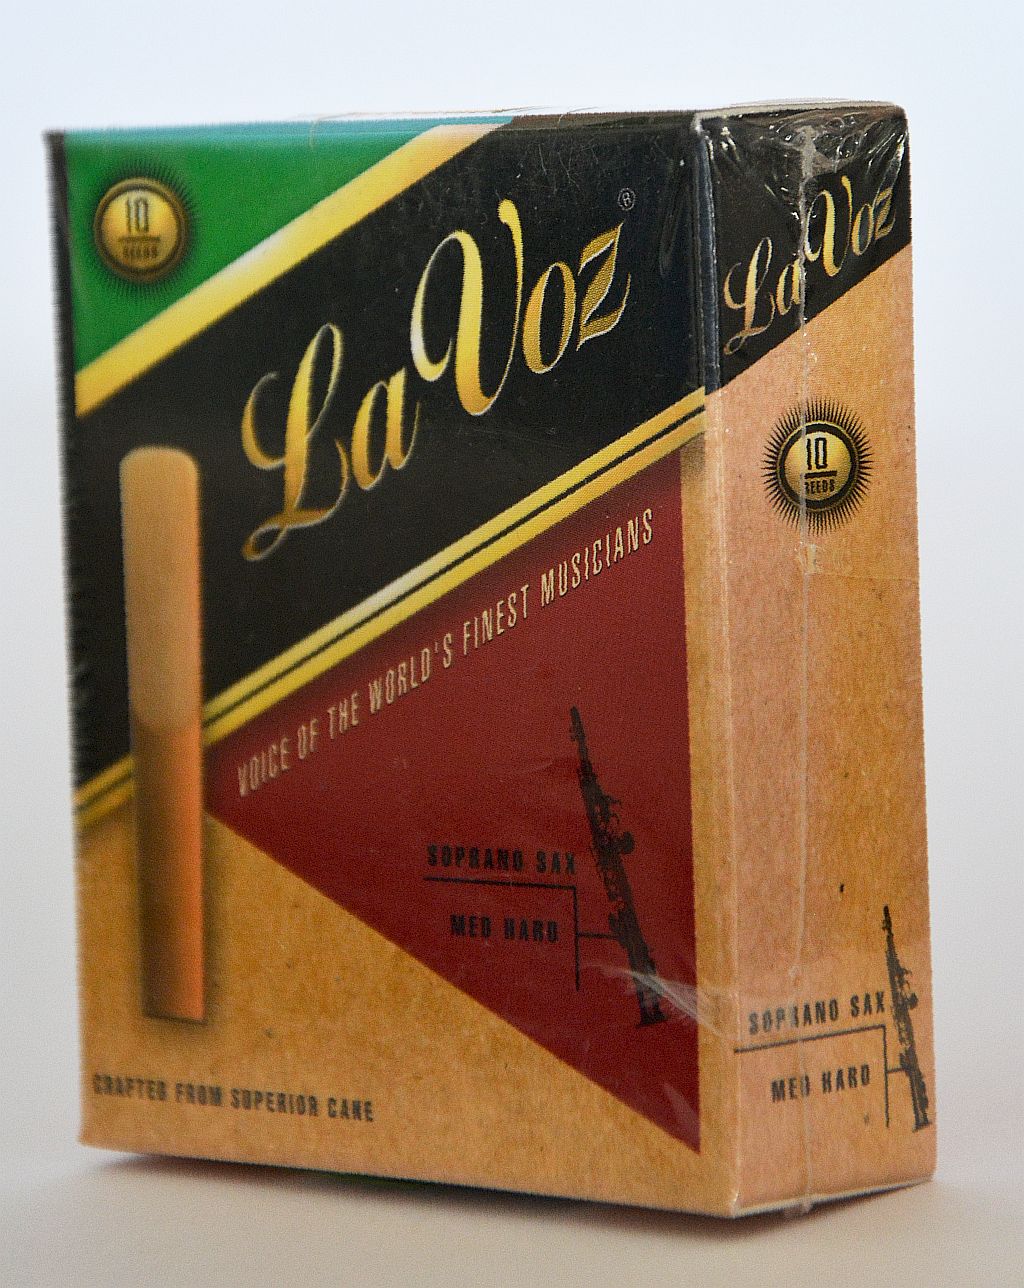 10
REEDS
La Voz®
VOICE OF THE WORLD'S FINEST MUSICIANS
SOPRANO SAX
MED HARD
CRAFTED FROM SUPERIOR CANE
La Voz
10
REEDS
SOPRANO SAX
MED HARD